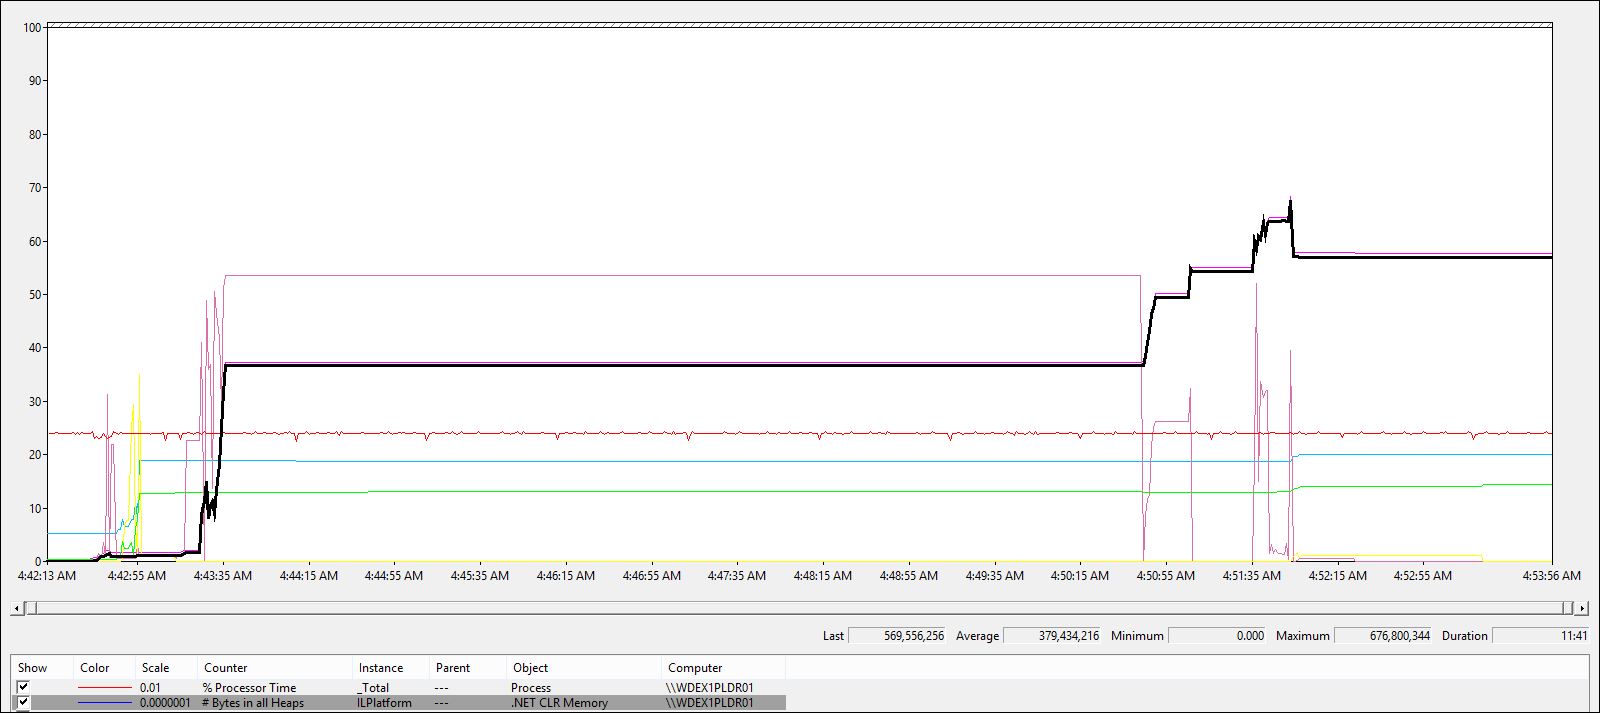 100
90
80
70
60
50
40
30
20
10
0
4:42:13 AM 4:42:55 AM 4:43:35 AM 4:44:15 AM 4:44:55 AM 4:45:35 AM 4:46:15 AM 4:46:55 AM 4:47:35 AM 4:48:15 AM 4:48:55 AM 4:49:35 AM 4:50:15 AM 4:50:55 AM 4:51:35 AM 4:52:15 AM 4:52:55 AM 4:53:56 AM
Last 569,556,256 Average 379,434,216 Minimum 0.000 Maximum 676,800,344 Duration 11:41
Show Color Scale Counter Instance Parent Object Computer
0.01 % Processor Time _Total --- Process \\WDEX1PLDR01
0.0000001 # Bytes in all Heaps ILPlatform --- .NET CLR Memory \\WDEX1PLDR01